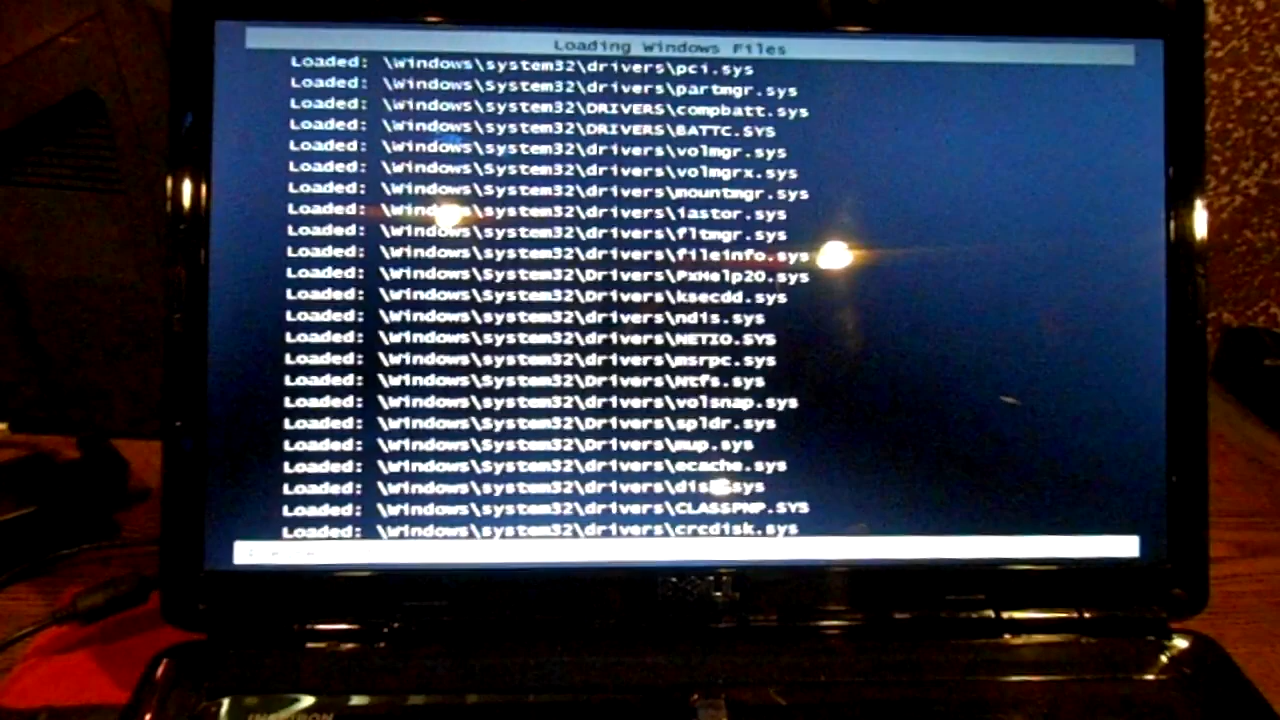 Loading Windows Files
Loaded: \Windows\system32\drivers\pci.sys
Loaded: \Windows\System32\drivers\partmgr.sys
Loaded: \Windows\system32\DRIVERS\compbatt.sys
Loaded: \Windows\system32\DRIVERS\BATTC.SYS
Loaded: \Windows\system32\drivers\volmgr.sys
Loaded: \Windows\System32\drivers\volmgrx.sys
Loaded: \Windows\System32\drivers\mountmgr.sys
Loaded: \Windows\system32\drivers\iastor.sys
Loaded: \Windows\system32\drivers\fltmgr.sys
Loaded: \Windows\system32\drivers\fileinfo.sys
Loaded: \Windows\System32\Drivers\PxHelp20.sys
Loaded: \Windows\System32\Drivers\ksecdd.sys
Loaded: \Windows\system32\drivers\ndis.sys
Loaded: \Windows\system32\drivers\NETIO.SYS
Loaded: \Windows\system32\drivers\msrpc.sys
Loaded: \Windows\System32\Drivers\Ntfs.sys
Loaded: \Windows\system32\drivers\volsnap.sys
Loaded: \Windows\System32\drivers\spldr.sys
Loaded: \Windows\System32\Drivers\mup.sys
Loaded: \Windows\System32\drivers\ecache.sys
Loaded: \Windows\system32\drivers\disk.sys
Loaded: \Windows\system32\drivers\CLASSPNP.SYS
Loaded: \Windows\system32\drivers\crcdisk.sys
DELL
INSPIRON